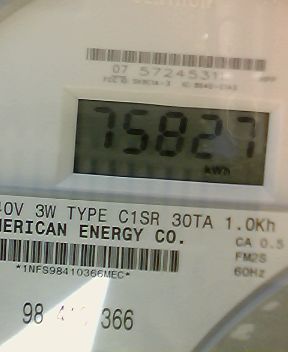 07 5724531
75827
kWh
40V 3W TYPE C1SR 30TA 1.0Kh
MERICAN ENERGY CO.
CA 0.5
FM2S
60Hz
*1NFS98410366MEC*
98 366